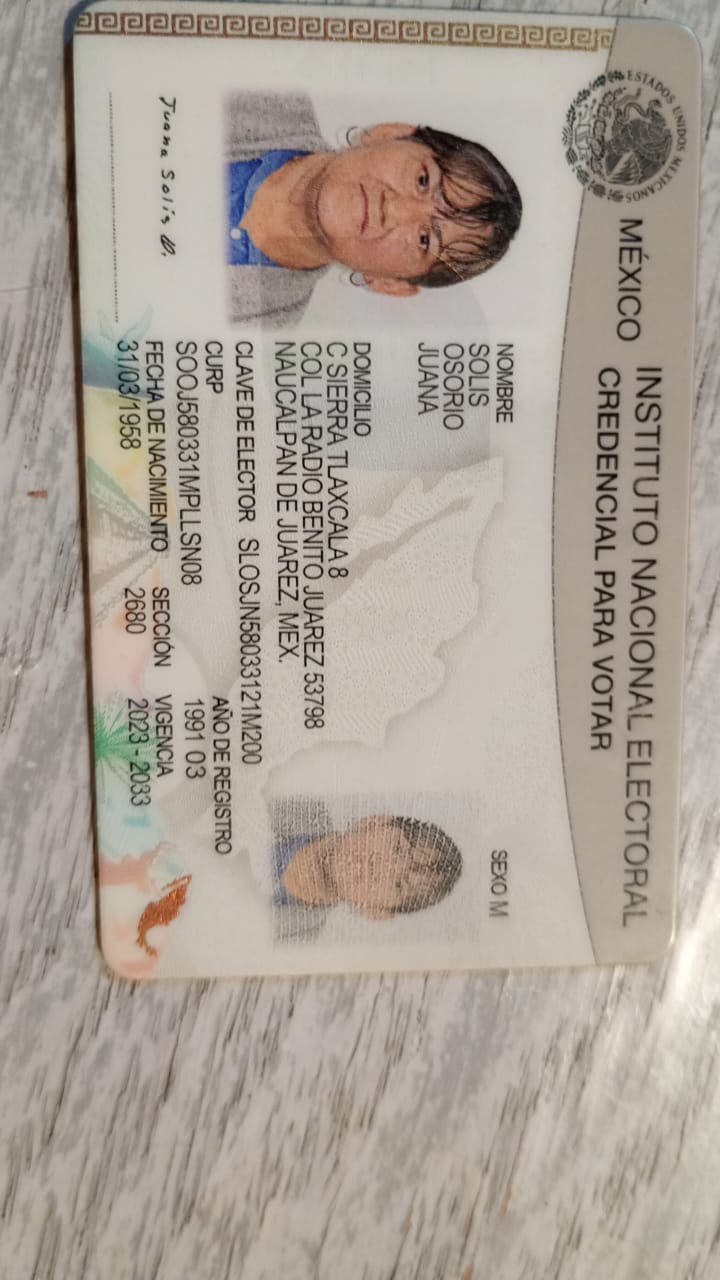 ESTADOS UNIDOS MEXICANOS
MÉXICO INSTITUTO NACIONAL ELECTORAL
CREDENCIAL PARA VOTAR
NOMBRE
SOLIS
OSORIO
JUANA
SEXO M
DOMICILIO
C SIERRA TLAXCALA 8
COL LA RADIO BENITO JUAREZ 53798
NAUCALPAN DE JUAREZ, MEX.
CLAVE DE ELECTOR SLOSJN58033121M200
CURP
SOOJ580331MPLLSN08
AÑO DE REGISTRO
1991 03
FECHA DE NACIMIENTO
31/03/1958
SECCIÓN
2680
VIGENCIA
2023 - 2033
Juana Solis O.